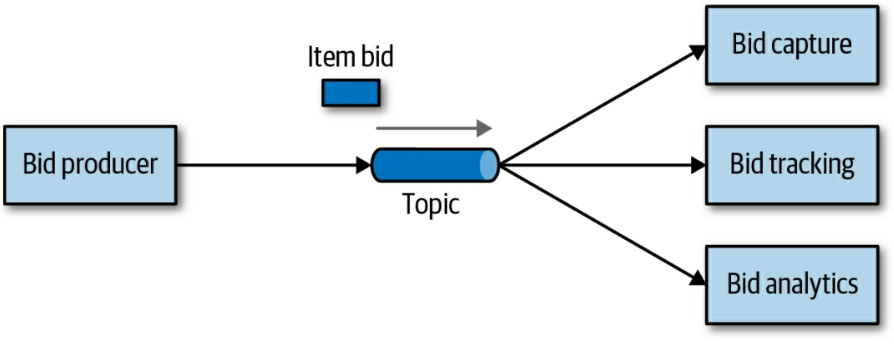 Item bid
Bid producer
Topic
Bid capture
Bid tracking
Bid analytics